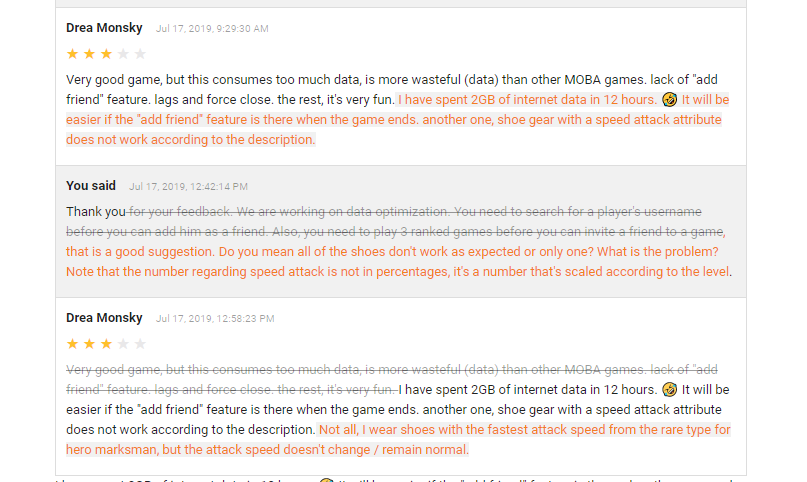 Drea Monsky Jul 17, 2019, 9:29:30 AM
Very good game, but this consumes too much data, is more wasteful (data) than other MOBA games. lack of "add
friend" feature. lags and force close. the rest, it's very fun. I have spent 2GB of internet data in 12 hours. 🤣 It will be
easier if the "add friend" feature is there when the game ends. another one, shoe gear with a speed attack attribute
does not work according to the description.
You said Jul 17, 2019, 12:42:14 PM
Thank you for your feedback. We are working on data optimization. You need to search for a player's username
before you can add him as a friend. Also, you need to play 3 ranked games before you can invite a friend to a game,
that is a good suggestion. Do you mean all of the shoes don't work as expected or only one? What is the problem?
Note that the number regarding speed attack is not in percentages, it's a number that's scaled according to the level.
Drea Monsky Jul 17, 2019, 12:58:23 PM
Very good game, but this consumes too much data, is more wasteful (data) than other MOBA games. lack of "add
friend" feature. lags and force close. the rest, it's very fun. I have spent 2GB of internet data in 12 hours. 🤣 It will be
easier if the "add friend" feature is there when the game ends. another one, shoe gear with a speed attack attribute
does not work according to the description. Not all, I wear shoes with the fastest attack speed from the rare type for
hero marksman, but the attack speed doesn't change / remain normal.